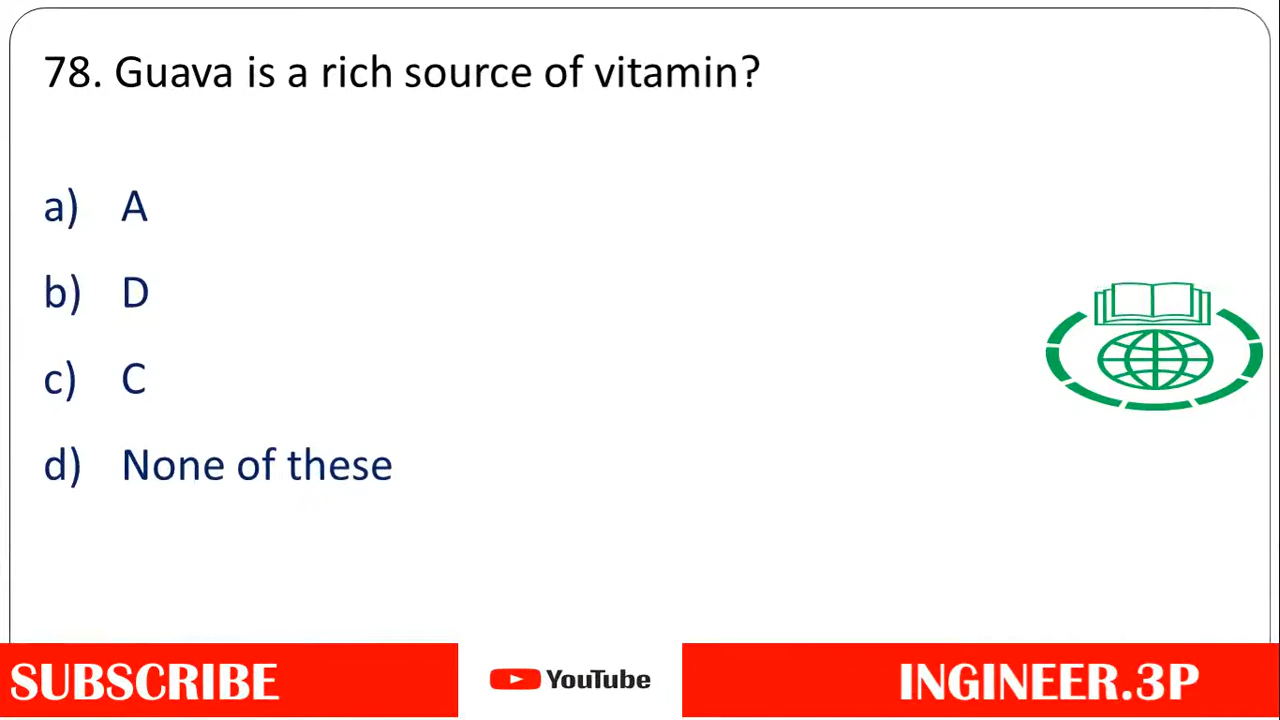 78. Guava is a rich source of vitamin?
a) A
b) D
c) C
d) None of these
SUBSCRIBE YouTube INGINEER.3P